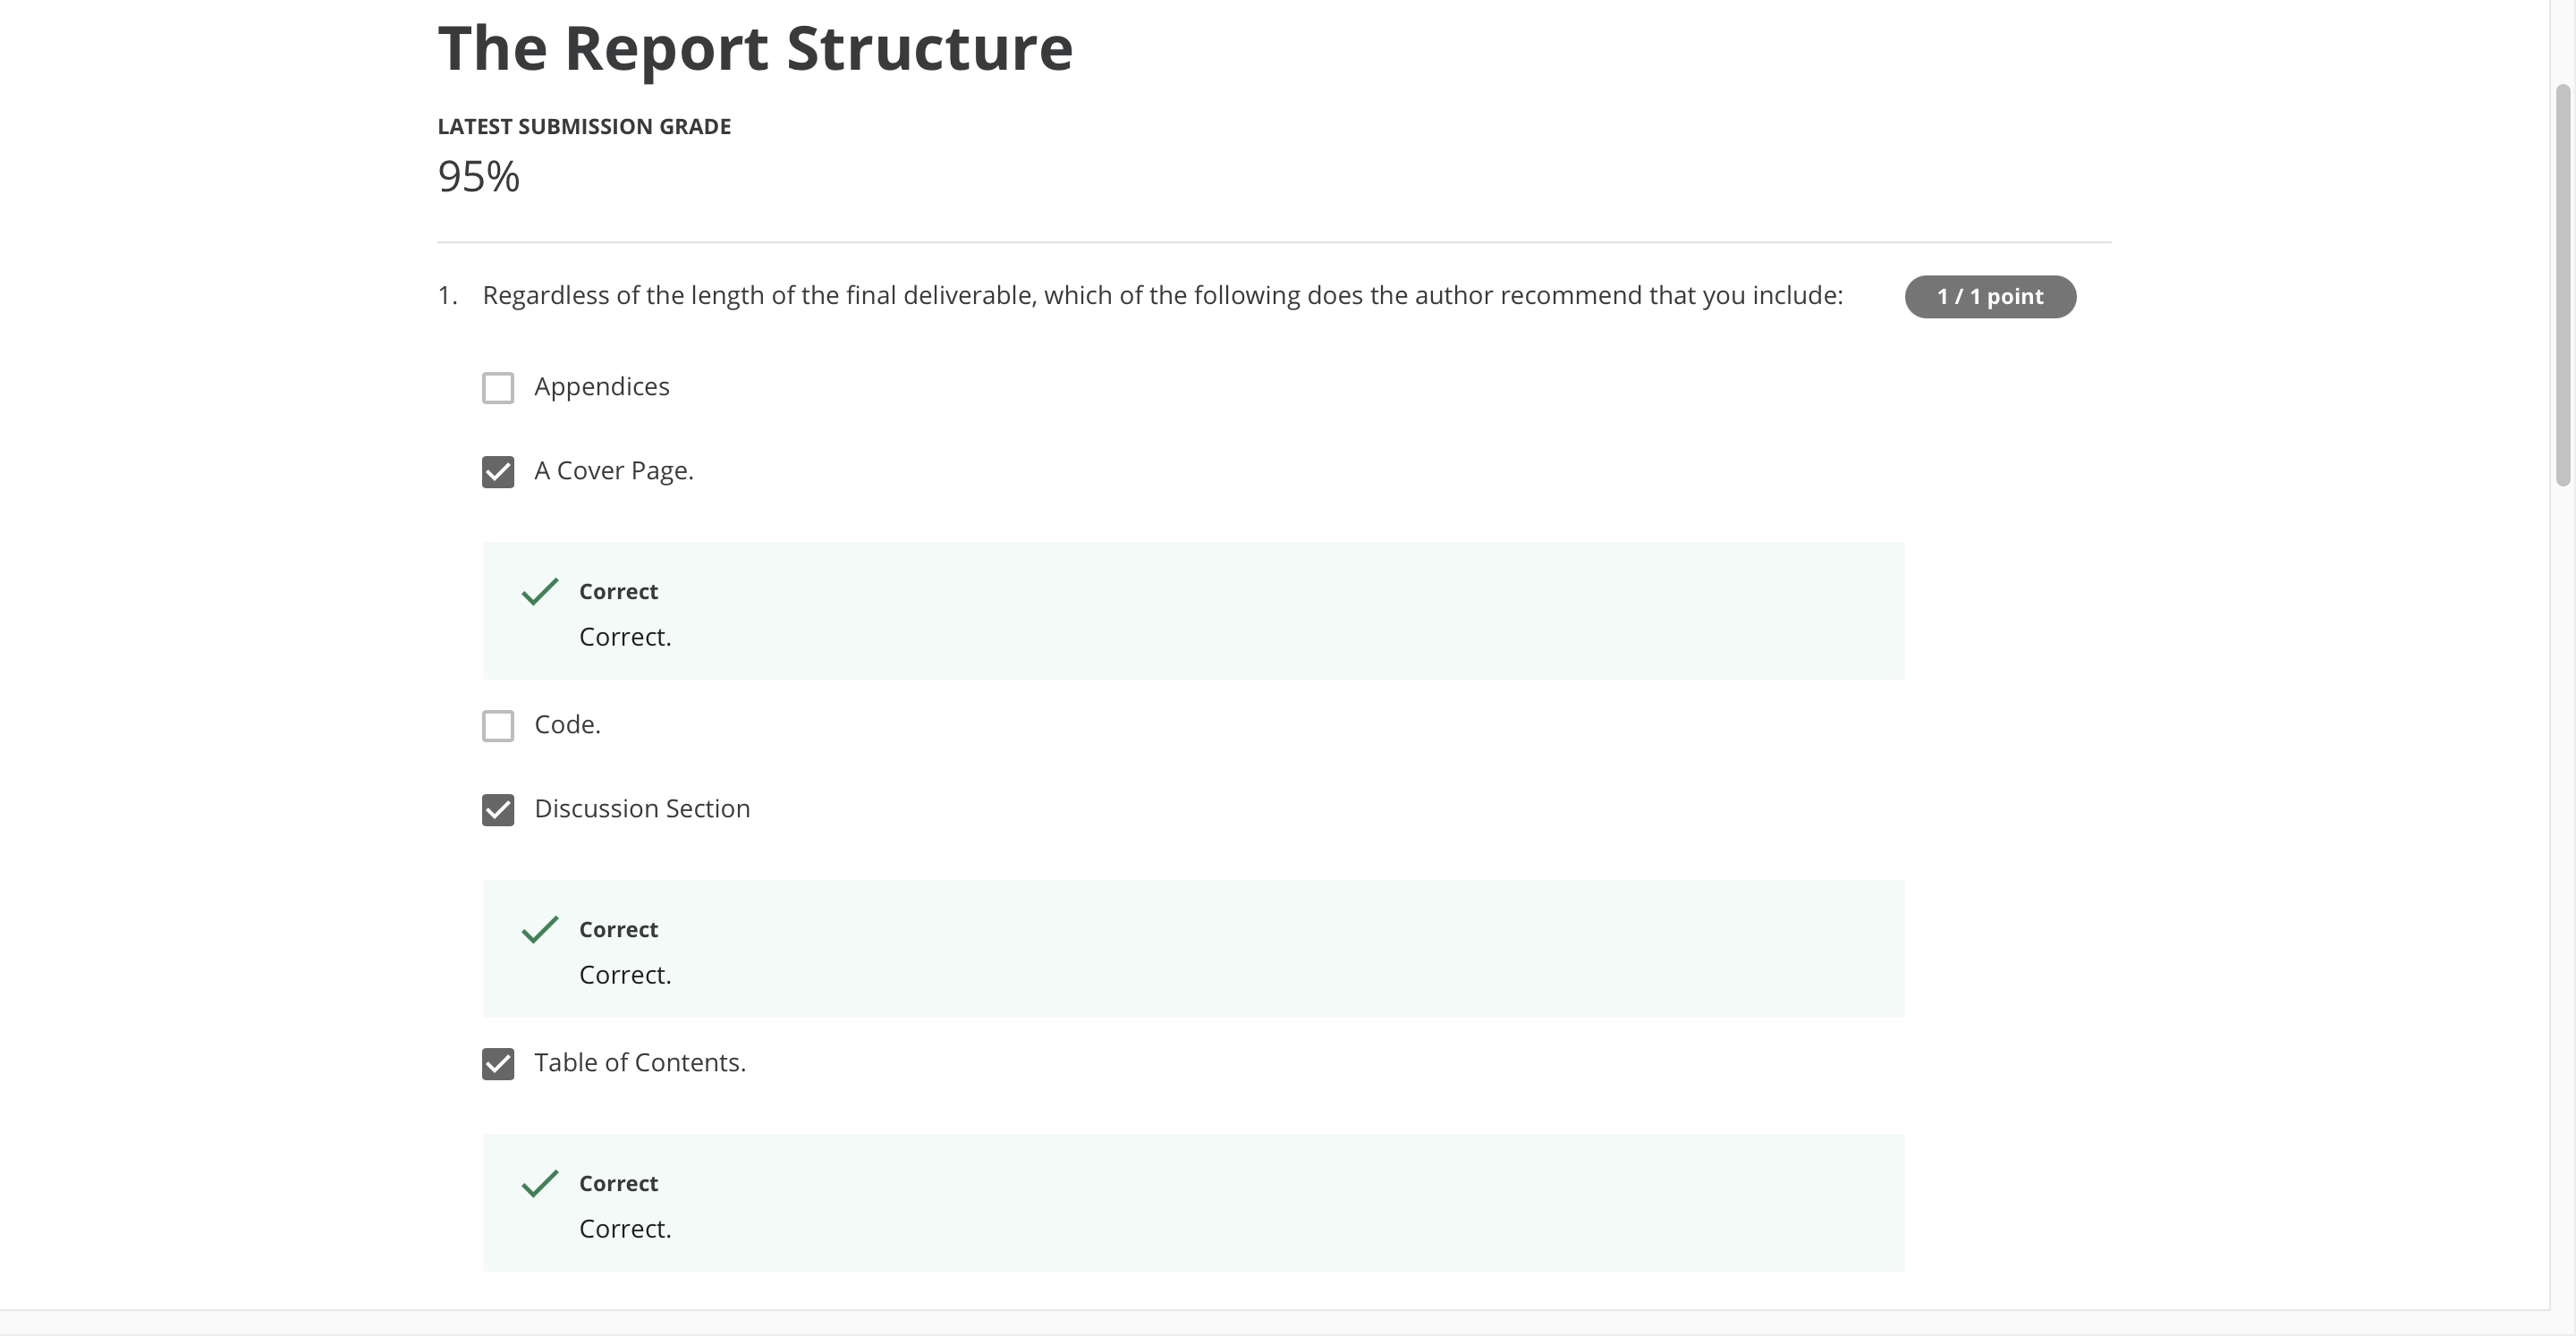 The Report Structure
LATEST SUBMISSION GRADE
95%
1. Regardless of the length of the final deliverable, which of the following does the author recommend that you include:
1 / 1 point
Appendices
A Cover Page.
Correct
Correct.
Code.
Discussion Section
Correct
Correct.
Table of Contents.
Correct
Correct.